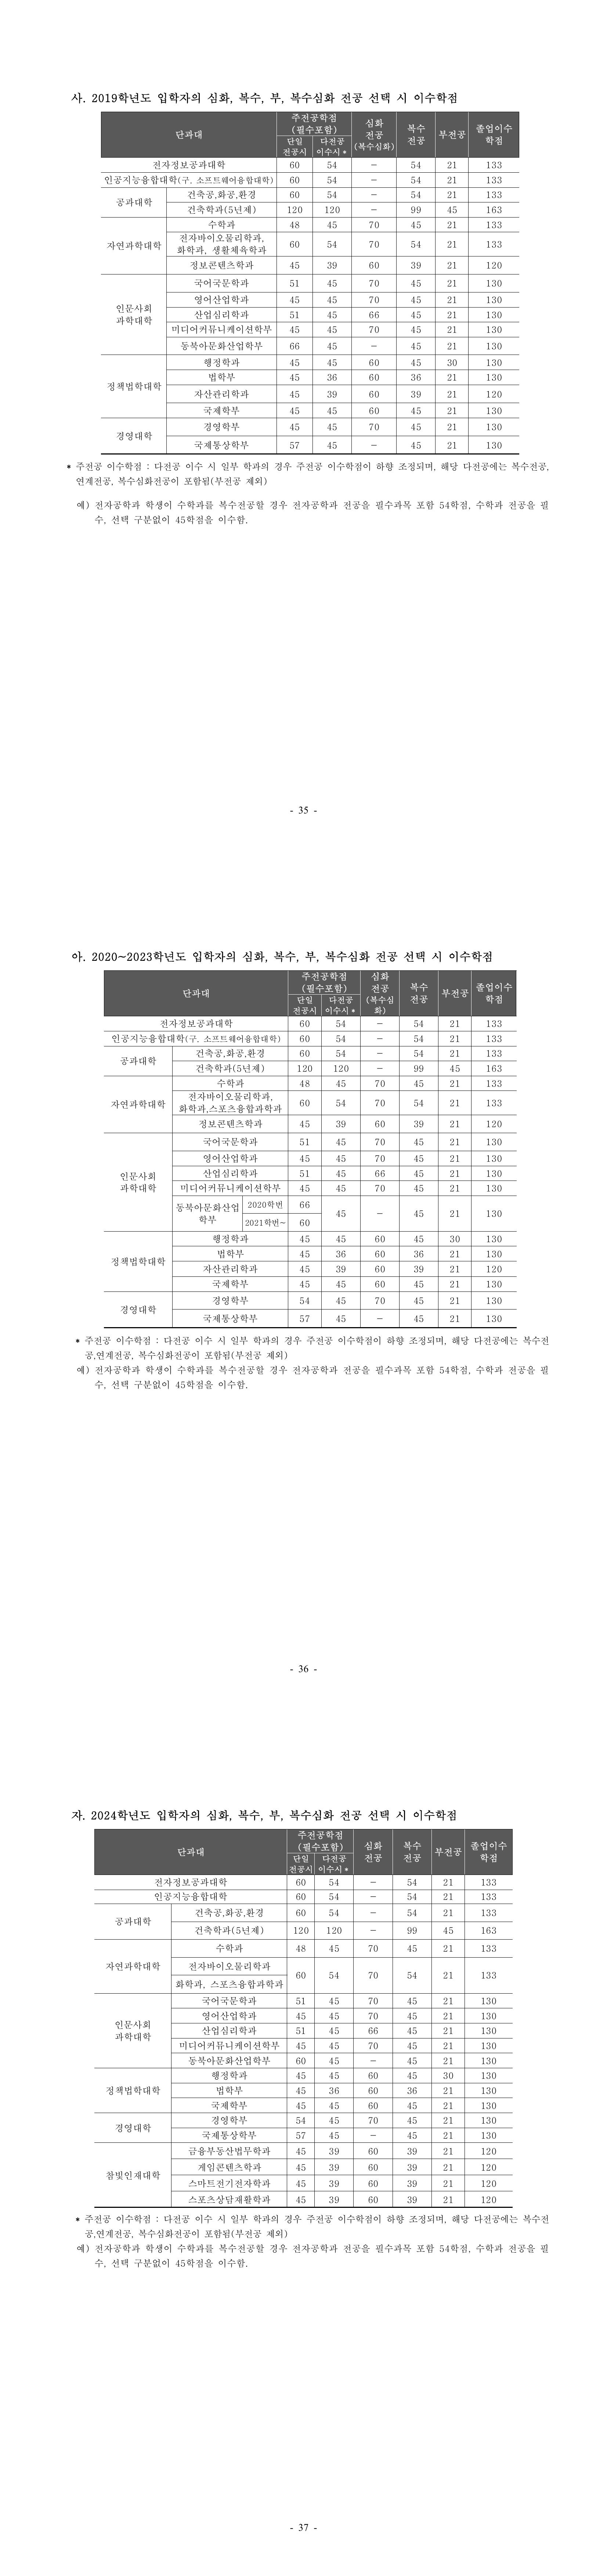 사. 2019학년도 입학자의 심화, 복수, 부, 복수심화 전공 선택 시 이수학점
단과대 주전공학점 (필수포함) 심화 전공 (복수심화) 복수 전공 부전공 졸업이수 학점
단일 전공시 다전공 이수시 *
전자정보공과대학 60 54 - 54 21 133
인공지능융합대학(구. 소프트웨어융합대학) 60 54 - 54 21 133
공과대학 건축공,화공,환경 60 54 - 54 21 133
건축학과(5년제) 120 120 - 99 45 163
자연과학대학 수학과 48 45 70 45 21 133
전자바이오물리학과,
화학과, 생활체육학과 60 54 70 54 21 133
정보콘텐츠학과 45 39 60 39 21 120
인문사회
과학대학 국어국문학과 51 45 70 45 21 130
영어산업학과 45 45 70 45 21 130
산업심리학과 51 45 66 45 21 130
미디어커뮤니케이션학부 45 45 70 45 21 130
동북아문화산업학부 66 45 - 45 21 130
정책법학대학 행정학과 45 45 60 45 30 130
법학부 45 36 60 36 21 130
자산관리학과 45 39 60 39 21 120
국제학부 45 45 60 45 21 130
경영대학 경영학부 45 45 70 45 21 130
국제통상학부 57 45 - 45 21 130
* 주전공 이수학점 : 다전공 이수 시 일부 학과의 경우 주전공 이수학점이 하향 조정되며, 해당 다전공에는 복수전공,
연계전공, 복수심화전공이 포함됨(부전공 제외)
예) 전자공학과 학생이 수학과를 복수전공할 경우 전자공학과 전공을 필수과목 포함 54학점, 수학과 전공을 필
수, 선택 구분없이 45학점을 이수함.
- 35 -
아. 2020~2023학년도 입학자의 심화, 복수, 부, 복수심화 전공 선택 시 이수학점
단과대 주전공학점 (필수포함) 심화 전공 (복수심화) 복수 전공 부전공 졸업이수 학점
단일 전공시 다전공 이수시 *
전자정보공과대학 60 54 - 54 21 133
인공지능융합대학(구. 소프트웨어융합대학) 60 54 - 54 21 133
공과대학 건축공,화공,환경 60 54 - 54 21 133
건축학과(5년제) 120 120 - 99 45 163
자연과학대학 수학과 48 45 70 45 21 133
전자바이오물리학과,
화학과,스포츠융합과학과 60 54 70 54 21 133
정보콘텐츠학과 45 39 60 39 21 120
인문사회
과학대학 국어국문학과 51 45 70 45 21 130
영어산업학과 45 45 70 45 21 130
산업심리학과 51 45 66 45 21 130
미디어커뮤니케이션학부 45 45 70 45 21 130
동북아문화산업
학부 2020학번 66 45 - 45 21 130
2021학번~ 60
정책법학대학 행정학과 45 45 60 45 30 130
법학부 45 36 60 36 21 130
자산관리학과 45 39 60 39 21 120
국제학부 45 45 60 45 21 130
경영대학 경영학부 54 45 70 45 21 130
국제통상학부 57 45 - 45 21 130
* 주전공 이수학점 : 다전공 이수 시 일부 학과의 경우 주전공 이수학점이 하향 조정되며, 해당 다전공에는 복수전
공,연계전공, 복수심화전공이 포함됨(부전공 제외)
예) 전자공학과 학생이 수학과를 복수전공할 경우 전자공학과 전공을 필수과목 포함 54학점, 수학과 전공을 필
수, 선택 구분없이 45학점을 이수함.
- 36 -
자. 2024학년도 입학자의 심화, 복수, 부, 복수심화 전공 선택 시 이수학점
단과대 주전공학점 (필수포함) 심화 전공 복수 전공 부전공 졸업이수 학점
단일 전공시 다전공 이수시 *
전자정보공과대학 60 54 - 54 21 133
인공지능융합대학 60 54 - 54 21 133
공과대학 건축공,화공,환경 60 54 - 54 21 133
건축학과(5년제) 120 120 - 99 45 163
자연과학대학 수학과 48 45 70 45 21 133
전자바이오물리학과 60 54 70 54 21 133
화학과, 스포츠융합과학과
인문사회
과학대학 국어국문학과 51 45 70 45 21 130
영어산업학과 45 45 70 45 21 130
산업심리학과 51 45 66 45 21 130
미디어커뮤니케이션학부 45 45 70 45 21 130
동북아문화산업학부 60 45 - 45 21 130
정책법학대학 행정학과 45 45 60 45 30 130
법학부 45 36 60 36 21 130
국제학부 45 45 60 45 21 130
경영대학 경영학부 54 45 70 45 21 130
국제통상학부 57 45 - 45 21 130
참빛인재대학 금융부동산법무학과 45 39 60 39 21 120
게임콘텐츠학과 45 39 60 39 21 120
스마트전기전자학과 45 39 60 39 21 120
스포츠상담재활학과 45 39 60 39 21 120
* 주전공 이수학점 : 다전공 이수 시 일부 학과의 경우 주전공 이수학점이 하향 조정되며, 해당 다전공에는 복수전
공,연계전공, 복수심화전공이 포함됨(부전공 제외)
예) 전자공학과 학생이 수학과를 복수전공할 경우 전자공학과 전공을 필수과목 포함 54학점, 수학과 전공을 필
수, 선택 구분없이 45학점을 이수함.
- 37 -